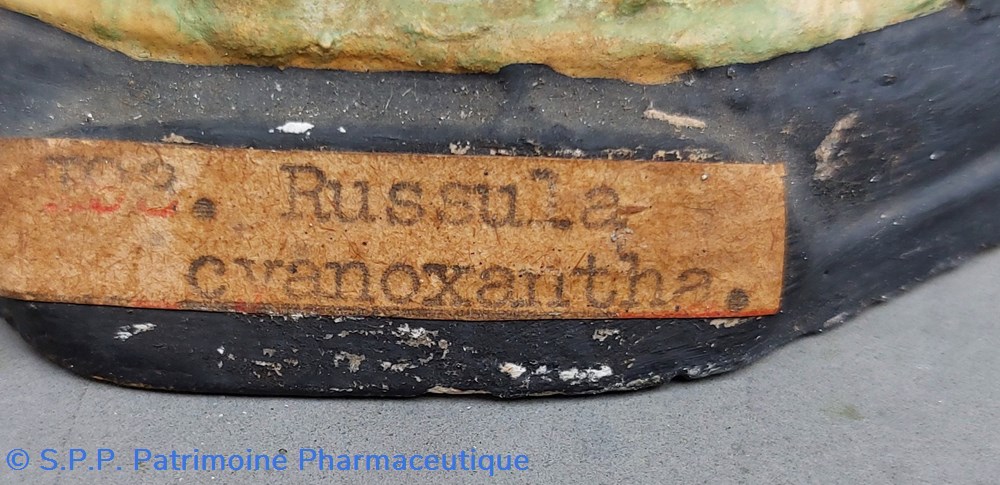 Russula
cyanoxantha.
© S.P.P. Patrimoine Pharmaceutique